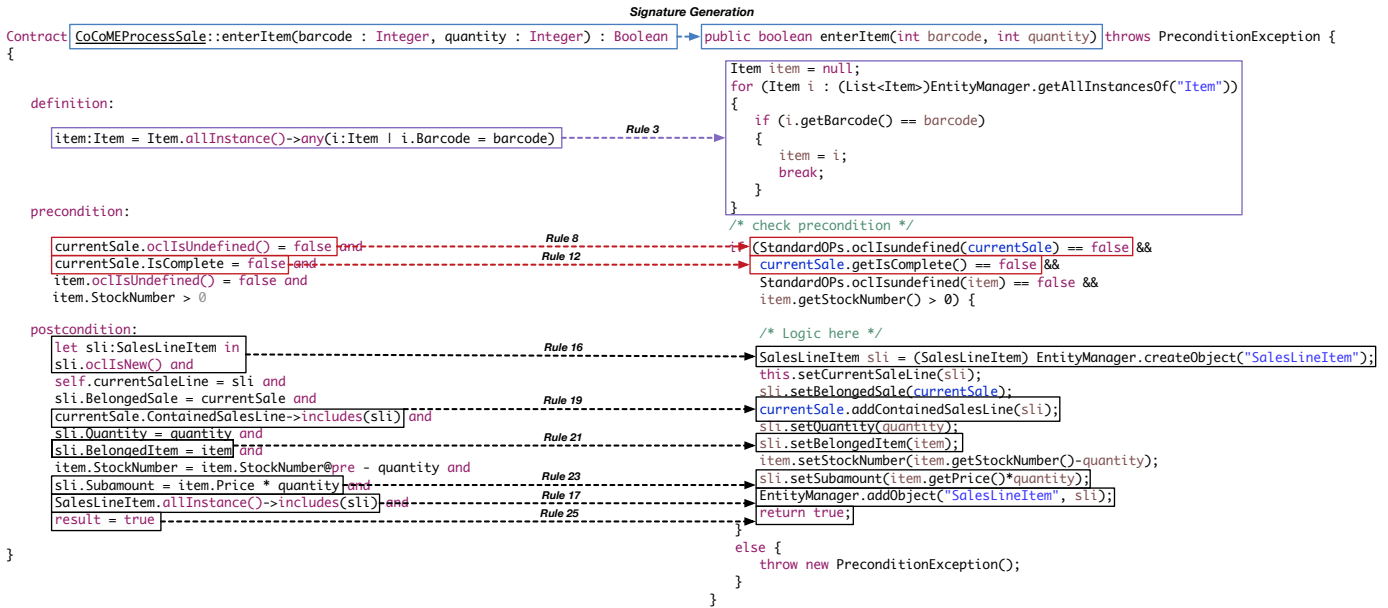 Signature Generation
Contract CoCoMEProcessSale::enterItem(barcode : Integer, quantity : Integer) : Boolean
{
definition:
item:Item = Item.allInstance()->any(i:Item | i.Barcode = barcode)
precondition:
currentSale.oclIsUndefined() = false and
currentSale.IsComplete = false and
item.oclIsUndefined() = false and
item.StockNumber > 0
postcondition:
let sli:SalesLineItem in
sli.oclIsNew() and
self.currentSaleLine = sli and
sli.BelongedSale = currentSale and
currentSale.ContainedSalesLine->includes(sli) and
sli.Quantity = quantity and
sli.BelongedItem = item and
item.StockNumber = item.StockNumber@pre - quantity and
sli.Subamount = item.Price * quantity and
SalesLineItem.allInstance()->includes(sli) and
result = true
}
Rule 3
Rule 8
Rule 12
Rule 16
Rule 19
Rule 21
Rule 23
Rule 17
Rule 25
public boolean enterItem(int barcode, int quantity) throws PreconditionException {
Item item = null;
for (Item i : (List<Item>)EntityManager.getAllInstancesOf("Item"))
{
if (i.getBarcode() == barcode)
{
item = i;
break;
}
}
/* check precondition */
if (StandardOPs.oclIsundefined(currentSale) == false &&
currentSale.getIsComplete() == false &&
StandardOPs.oclIsundefined(item) == false &&
item.getStockNumber() > 0) {
/* Logic here */
SalesLineItem sli = (SalesLineItem) EntityManager.createObject("SalesLineItem");
this.setCurrentSaleLine(sli);
sli.setBelongedSale(currentSale);
currentSale.addContainedSalesLine(sli);
sli.setQuantity(quantity);
sli.setBelongedItem(item);
item.setStockNumber(item.getStockNumber()-quantity);
sli.setSubamount(item.getPrice()*quantity);
EntityManager.addObject("SalesLineItem", sli);
return true;
}
else {
throw new PreconditionException();
}
}